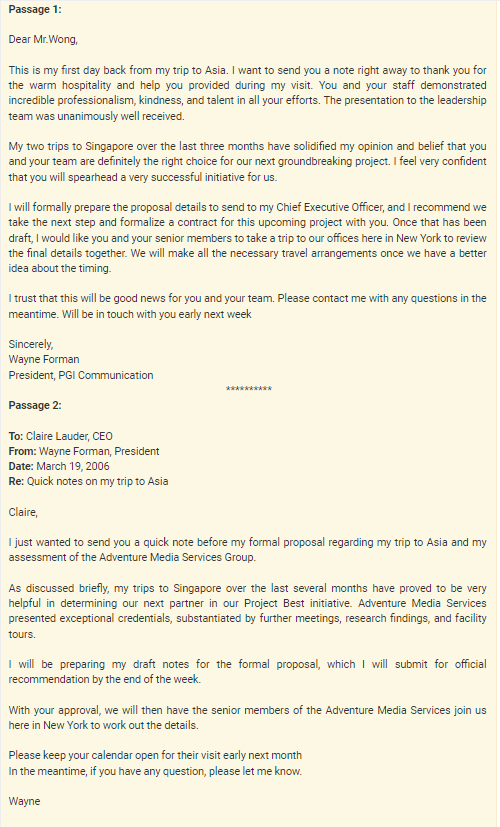 Passage 1:
Dear Mr.Wong,
This is my first day back from my trip to Asia. I want to send you a note right away to thank you for
the warm hospitality and help you provided during my visit. You and your staff demonstrated
incredible professionalism, kindness, and talent in all your efforts. The presentation to the leadership
team was unanimously well received.
My two trips to Singapore over the last three months have solidified my opinion and belief that you
and your team are definitely the right choice for our next groundbreaking project. I feel very confident
that you will spearhead a very successful initiative for us.
I will formally prepare the proposal details to send to my Chief Executive Officer, and I recommend we
take the next step and formalize a contract for this upcoming project with you. Once that has been
draft, I would like you and your senior members to take a trip to our offices here in New York to review
the final details together. We will make all the necessary travel arrangements once we have a better
idea about the timing.
I trust that this will be good news for you and your team. Please contact me with any questions in the
meantime. Will be in touch with you early next week
Sincerely,
Wayne Forman
President, PGI Communication
**********
Passage 2:
To: Claire Lauder, CEO
From: Wayne Forman, President
Date: March 19, 2006
Re: Quick notes on my trip to Asia
Claire,
I just wanted to send you a quick note before my formal proposal regarding my trip to Asia and my
assessment of the Adventure Media Services Group.
As discussed briefly, my trips to Singapore over the last several months have proved to be very
helpful in determining our next partner in our Project Best initiative. Adventure Media Services
presented exceptional credentials, substantiated by further meetings, research findings, and facility
tours.
I will be preparing my draft notes for the formal proposal, which I will submit for official
recommendation by the end of the week.
With your approval, we will then have the senior members of the Adventure Media Services join us
here in New York to work out the details.
Please keep your calendar open for their visit early next month
In the meantime, if you have any question, please let me know.
Wayne